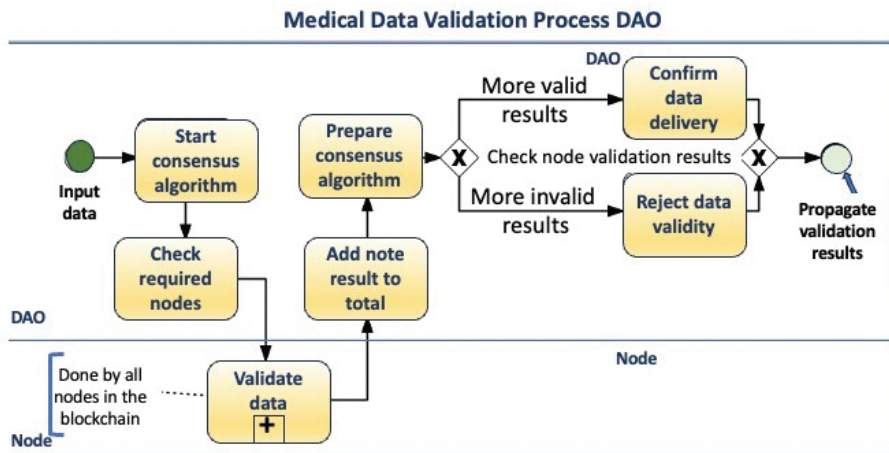 Medical Data Validation Process DAO
Input
data
Start
consensus
algorithm
Check
required
nodes
Prepare
consensus
algorithm
Add note
result to
total
More valid
results
X
Check node validation results
More invalid
results
DAO
Confirm
data
delivery
Reject data
validity
X
Propagate
validation
results
DAO
Node
Done by all
nodes in the
blockchain
Validate
data
+
Node